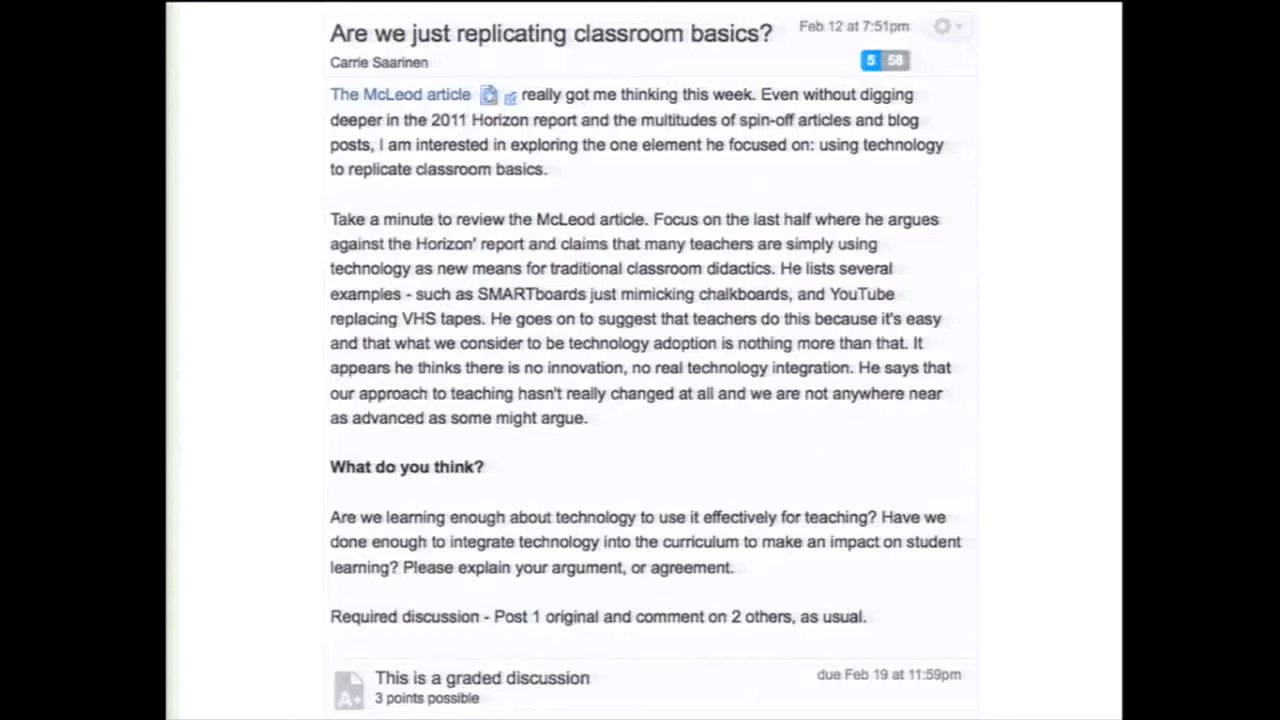 Are we just replicating classroom basics?
Feb 12 at 7:51pm
Carrie Saarinen
5 58
The McLeod article really got me thinking this week. Even without digging
deeper in the 2011 Horizon report and the multitudes of spin-off articles and blog
posts, I am interested in exploring the one element he focused on: using technology
to replicate classroom basics.
Take a minute to review the McLeod article. Focus on the last half where he argues
against the Horizon' report and claims that many teachers are simply using
technology as new means for traditional classroom didactics. He lists several
examples - such as SMARTboards just mimicking chalkboards, and YouTube
replacing VHS tapes. He goes on to suggest that teachers do this because it's easy
and that what we consider to be technology adoption is nothing more than that. It
appears he thinks there is no innovation, no real technology integration. He says that
our approach to teaching hasn't really changed at all and we are not anywhere near
as advanced as some might argue.
What do you think?
Are we learning enough about technology to use it effectively for teaching? Have we
done enough to integrate technology into the curriculum to make an impact on student
learning? Please explain your argument, or agreement.
Required discussion - Post 1 original and comment on 2 others, as usual.
A+
This is a graded discussion
due Feb 19 at 11:59pm
3 points possible